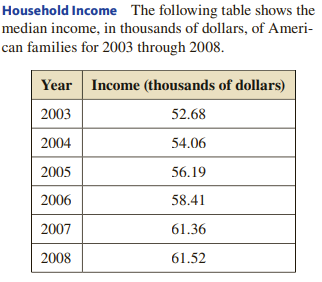 Household Income The following table shows the
median income, in thousands of dollars, of Ameri-
can families for 2003 through 2008.
Year Income (thousands of dollars)
2003 52.68
2004 54.06
2005 56.19
2006 58.41
2007 61.36
2008 61.52